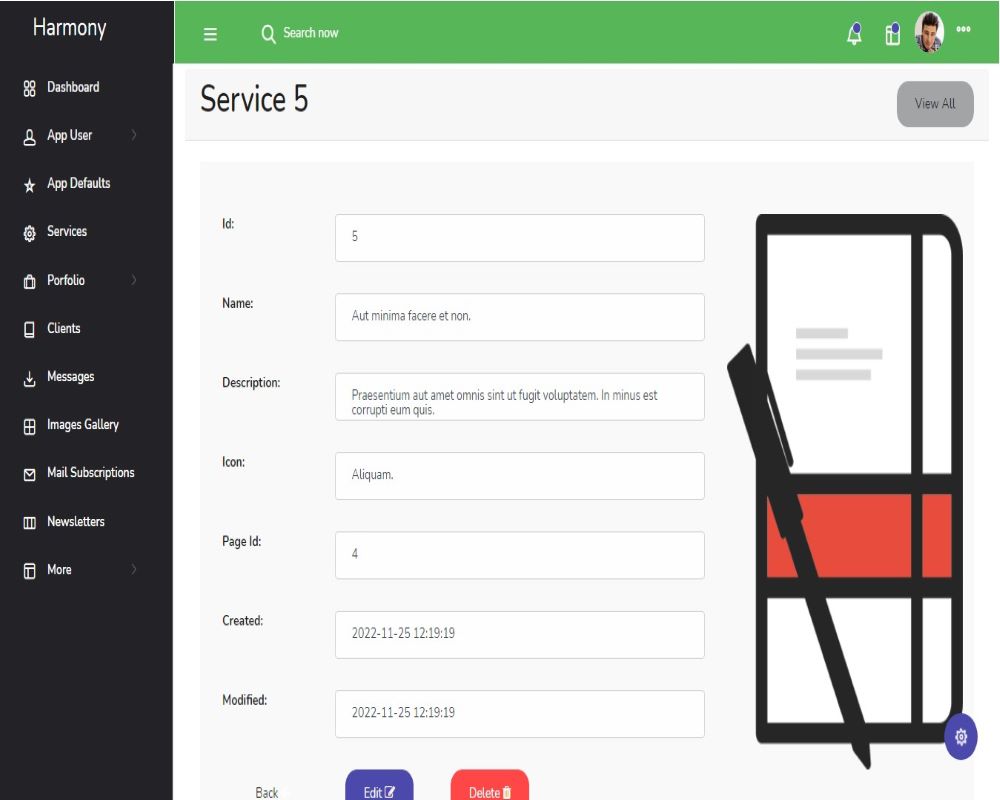 Harmony
Search now
Dashboard
App User
App Defaults
Services
Porfolio
Clients
Messages
Images Gallery
Mail Subscriptions
Newsletters
More
Service 5
View All
Id:
5
Name:
Aut minima facere et non.
Description:
Praesentium aut amet omnis sint ut fugit voluptatem. In minus est
corrupti eum quis.
Icon:
Aliquam.
Page Id:
4
Created:
2022-11-25 12:19:19
Modified:
2022-11-25 12:19:19
Back
Edit
Delete